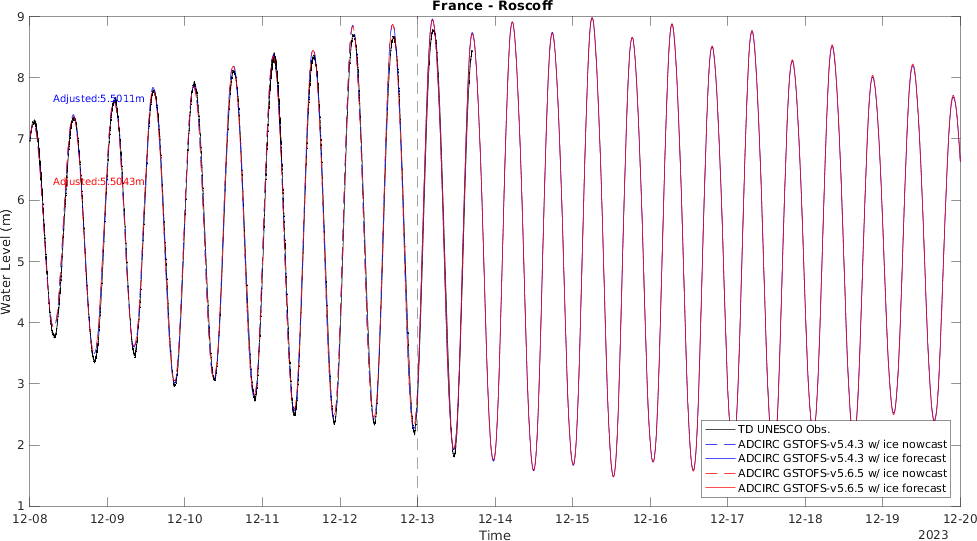 France - Roscoff
Water Level (m)
9
8
7
6
5
4
3
2
1
Adjusted:5.5011m
Adjusted:5.5043m
TD UNESCO Obs.
ADCIRC GSTOFS-v5.4.3 w/ ice nowcast
ADCIRC GSTOFS-v5.4.3 w/ ice forecast
ADCIRC GSTOFS-v5.6.5 w/ ice nowcast
ADCIRC GSTOFS-v5.6.5 w/ ice forecast
12-08 12-09 12-10 12-11 12-12 12-13 12-14 12-15 12-16 12-17 12-18 12-19 12-20
Time
2023